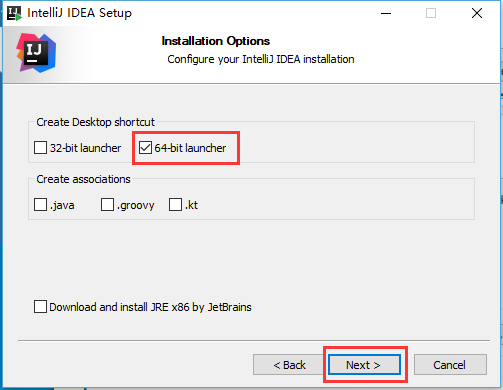 IntelliJ IDEA Setup
IJ
Installation Options
Configure your IntelliJ IDEA installation
Create Desktop shortcut
32-bit launcher 64-bit launcher
Create associations
.java .groovy .kt
Download and install JRE x86 by JetBrains
< Back Next > Cancel